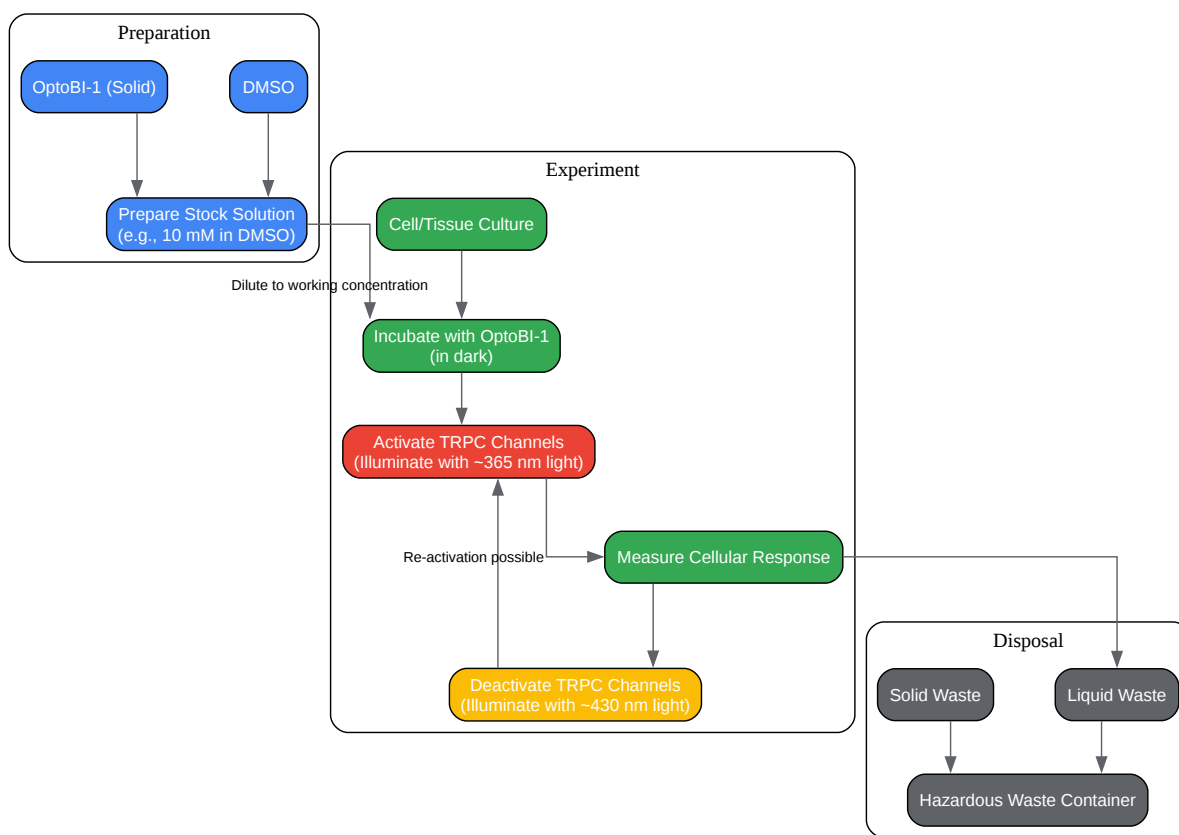 Preparation
OptoBI-1 (Solid)
DMSO
Prepare Stock Solution
(e.g., 10 mM in DMSO)
Experiment
Cell/Tissue Culture
Dilute to working concentration
Incubate with OptoBI-1
(in dark)
Activate TRPC Channels
(Illuminate with ~365 nm light)
Re-activation possible
Measure Cellular Response
Deactivate TRPC Channels
(Illuminate with ~430 nm light)
Disposal
Solid Waste
Liquid Waste
Hazardous Waste Container